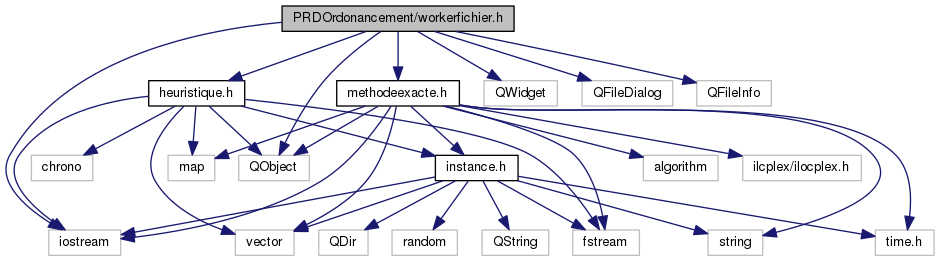 PRDOrdonancement/workerfichier.h
heuristique.h
methodeexacte.h
QWidget
QFileDialog
QFileInfo
chrono
map
QObject
instance.h
algorithm
ilcplex/ilocplex.h
iostream
vector
QDir
random
QString
fstream
string
time.h